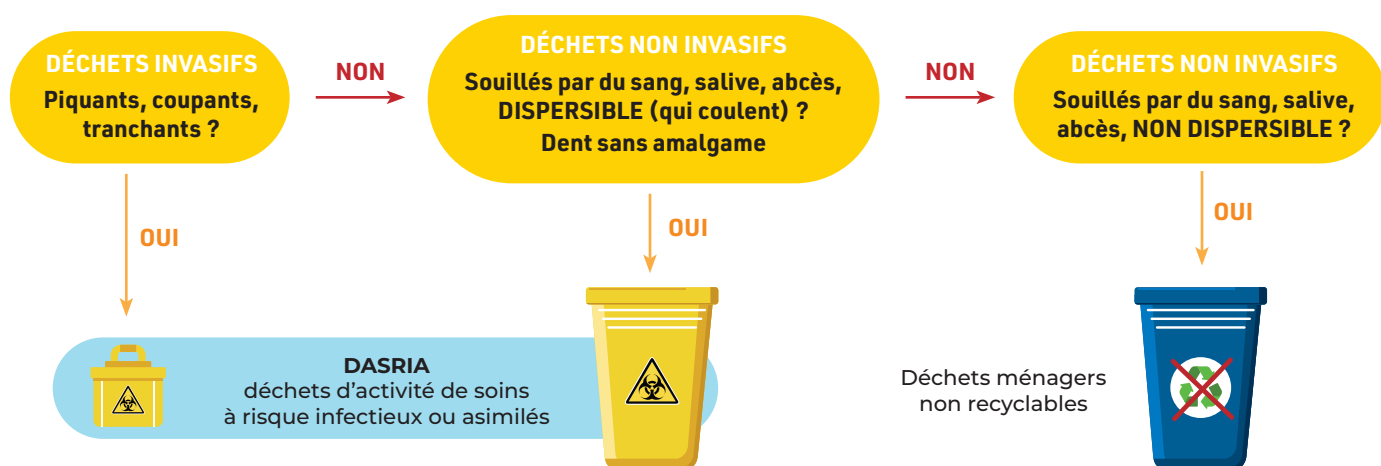 DÉCHETS INVASIFS
Piquants, coupants,
tranchants ?
NON
DÉCHETS NON INVASIFS
Souillés par du sang, salive, abcès,
DISPERSIBLE (qui coulent) ?
Dent sans amalgame
NON
DÉCHETS NON INVASIFS
Souillés par du sang, salive,
abcès, NON DISPERSIBLE ?
OUI
OUI
OUI
DASRIA
déchets d'activité de soins
à risque infectieux ou asimilés
Déchets ménagers
non recyclables